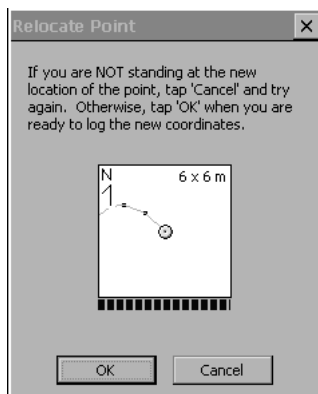 Relocate Point
If you are NOT standing at the new
location of the point, tap 'Cancel' and try
again. Otherwise, tap 'OK' when you are
ready to log the new coordinates.
N 6 x 6 m
OK Cancel